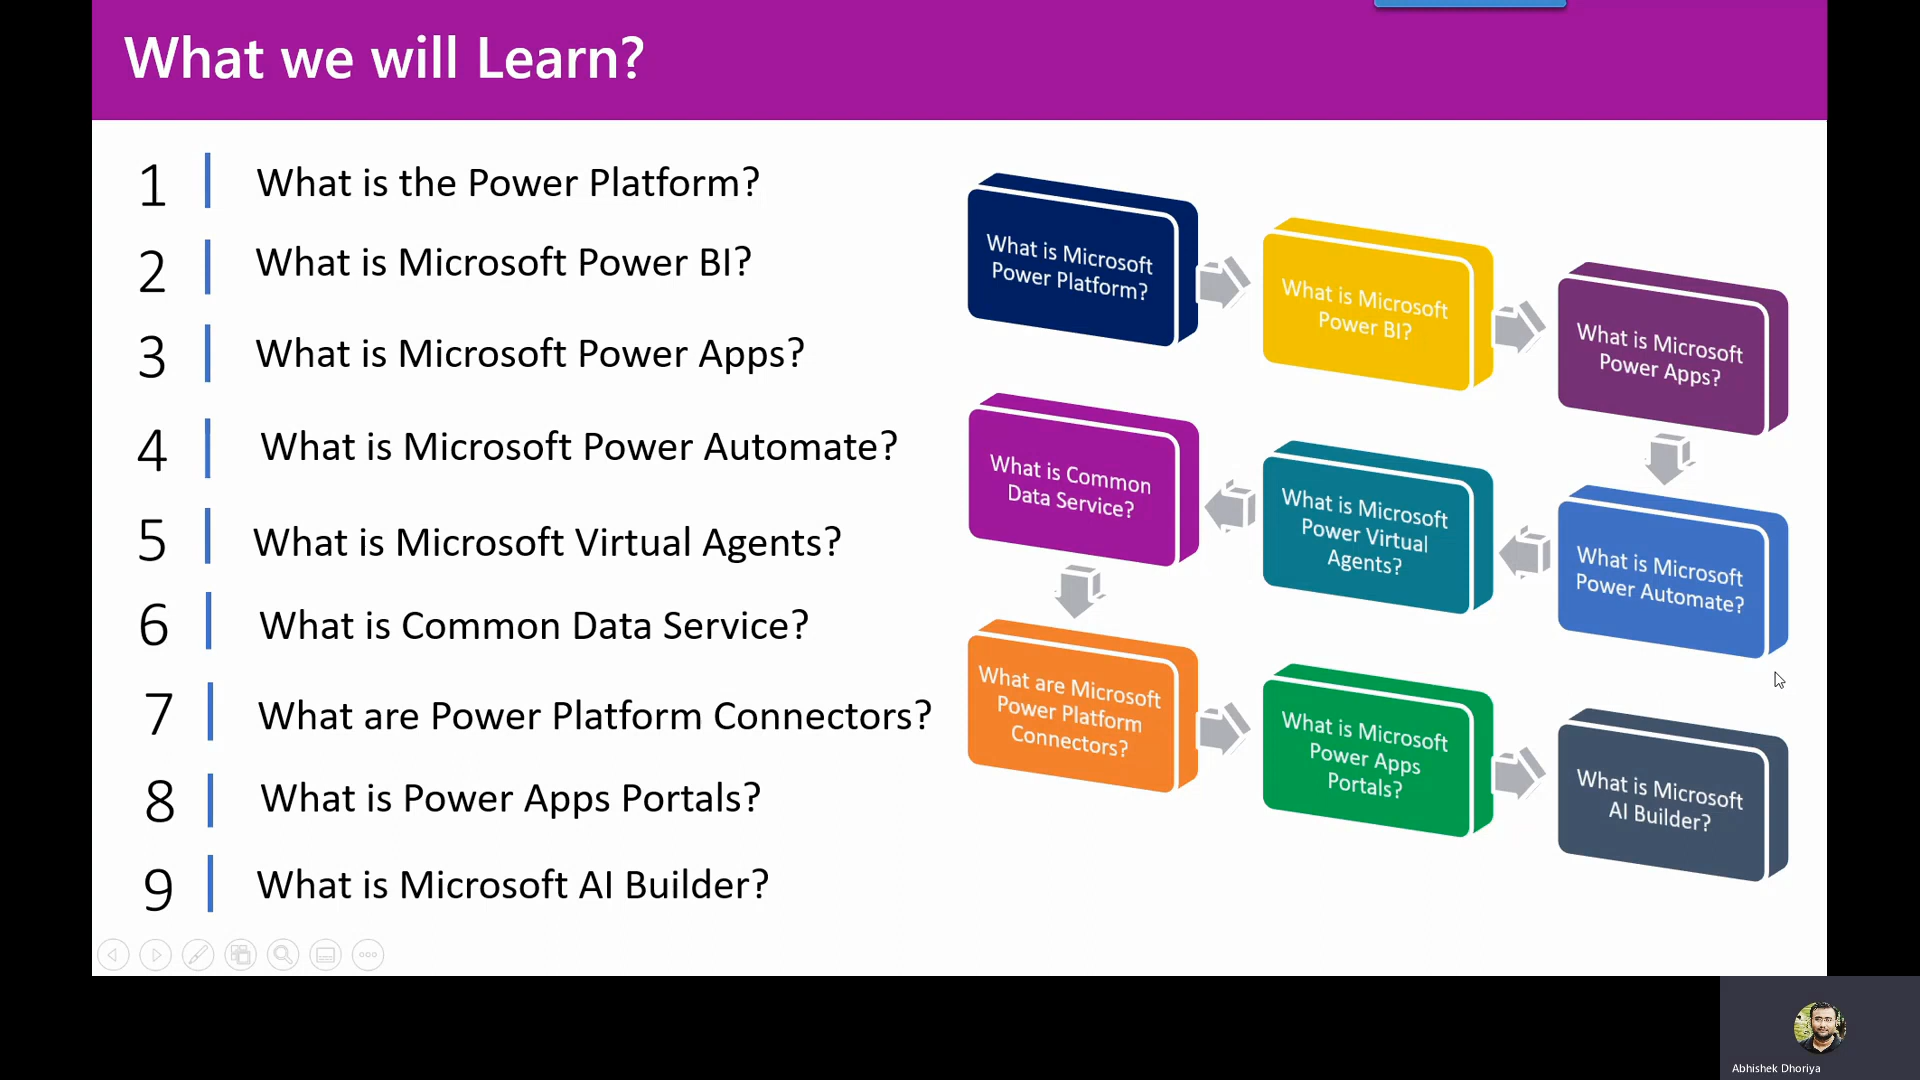 What we will Learn?
1 What is the Power Platform?
2 What is Microsoft Power BI?
3 What is Microsoft Power Apps?
4 What is Microsoft Power Automate?
5 What is Microsoft Virtual Agents?
6 What is Common Data Service?
7 What are Power Platform Connectors?
8 What is Power Apps Portals?
9 What is Microsoft AI Builder?
What is Microsoft
Power Platform?
What is Microsoft
Power BI?
What is Microsoft
Power Apps?
What is Common
Data Service?
What is Microsoft
Power Virtual
Agents?
What is Microsoft
Power Automate?
What are Microsoft
Power Platform
Connectors?
What is Microsoft
Power Apps
Portals?
What is Microsoft
AI Builder?
Abhishek Dhoriya